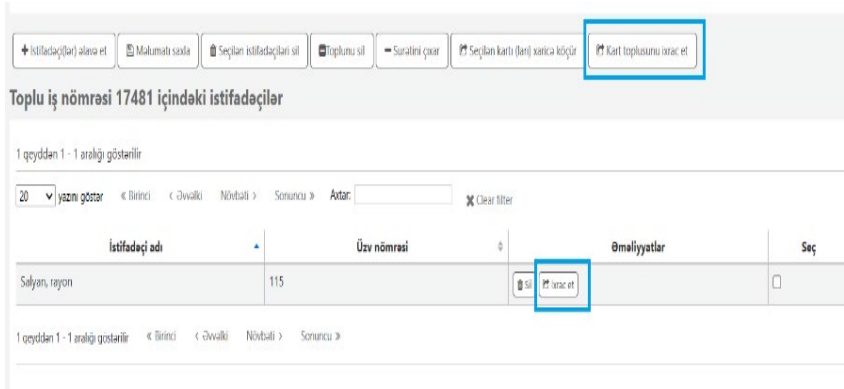 İstifadəçi(lər) əlavə et Məlumatı saxla Seçilən istifadəçiləri sil Toplunu sil Surətini çıxar Seçilən kartı (ları) xaricə köçür Kart toplusunu ixrac et
Toplu iş nömrəsi 17481 içindəki istifadəçilər
1 qeyddən 1 - 1 aralığı göstərilir
20 yazını göstər « Birinci ‹ Əvvəlki Növbəti › Sonuncu » Axtar: Clear filter
İstifadəçi adı Üzv nömrəsi Əməliyyatlar Seç
Salyan, rayon 115 Sil İxrac et
1 qeyddən 1 - 1 aralığı göstərilir « Birinci ‹ Əvvəlki Növbəti › Sonuncu »